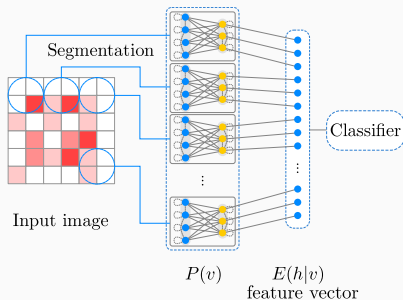 Segmentation
Classifier
Input image
P(v)
E(h|v)
feature vector